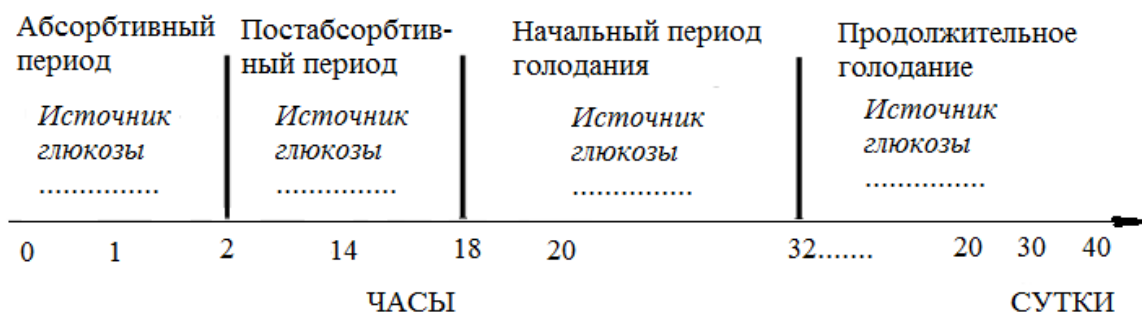 Абсорбтивный
период
Постабсорбтив-
ный период
Начальный период
голодания
Продолжительное
голодание
Источник
глюкозы
...............
Источник
глюкозы
...............
Источник
глюкозы
...............
Источник
глюкозы
...............
0 1 2 14 18 20 32....... 20 30 40
ЧАСЫ СУТКИ